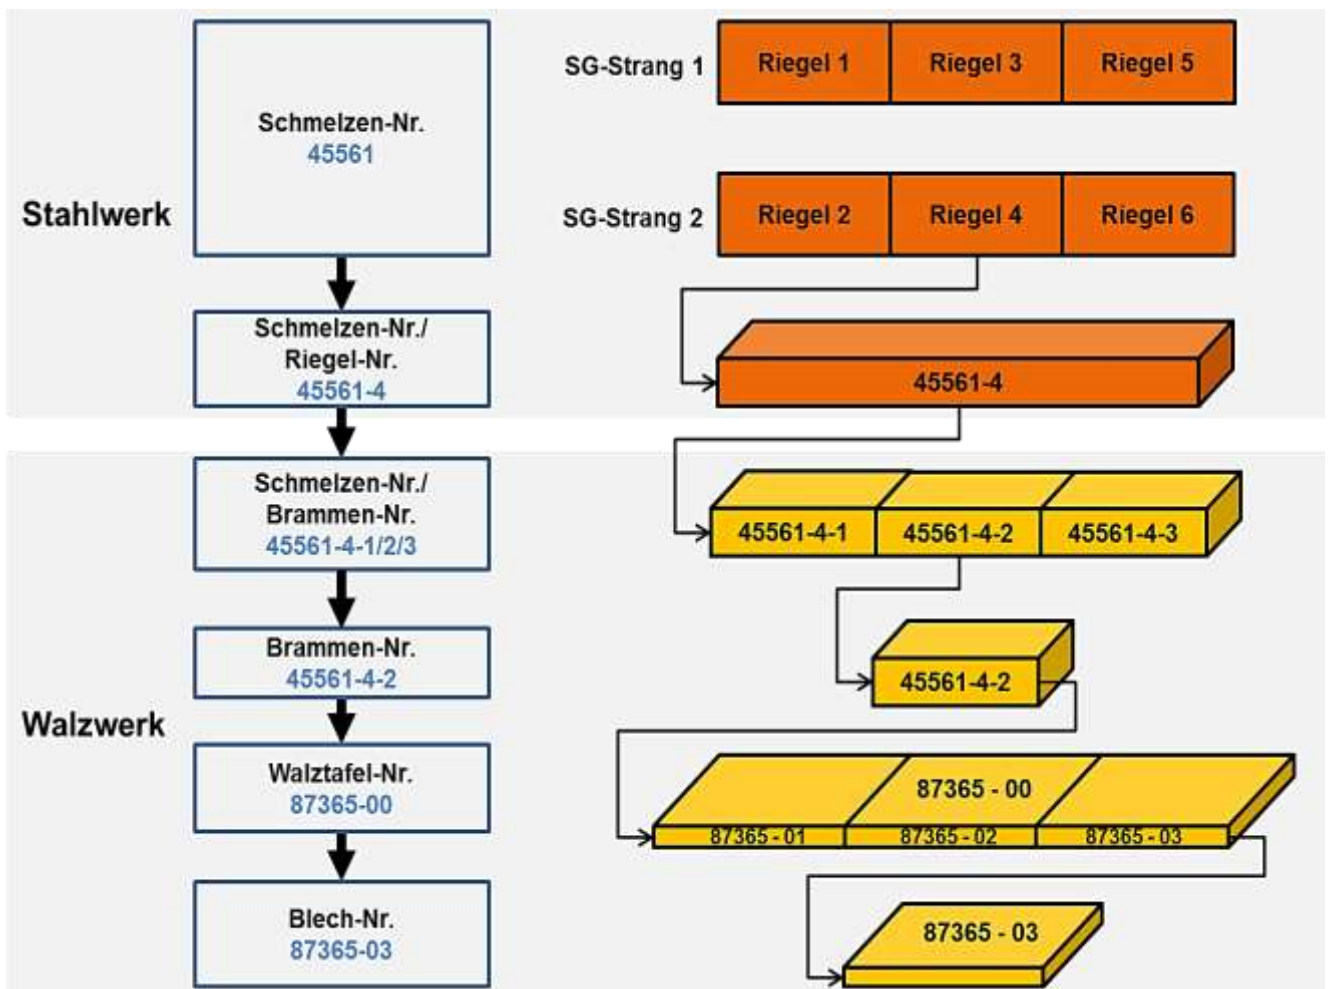 Stahlwerk
Schmelzen-Nr.
45561
SG-Strang 1
Riegel 1
Riegel 3
Riegel 5
SG-Strang 2
Riegel 2
Riegel 4
Riegel 6
Schmelzen-Nr./
Riegel-Nr.
45561-4
45561-4
Walzwerk
Schmelzen-Nr./
Brammen-Nr.
45561-4-1/2/3
45561-4-1
45561-4-2
45561-4-3
Brammen-Nr.
45561-4-2
45561-4-2
Walztafel-Nr.
87365-00
87365 - 00
87365 - 01
87365 - 02
87365 - 03
Blech-Nr.
87365-03
87365 - 03